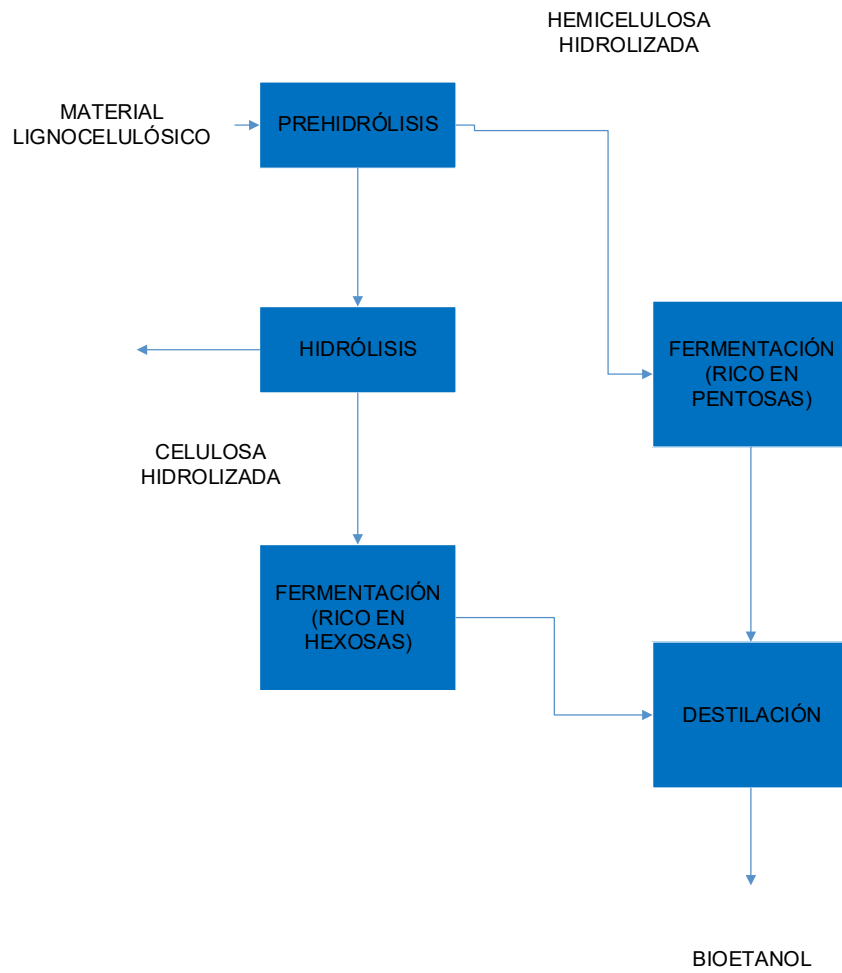 HEMICELULOSA
HIDROLIZADA
MATERIAL
LIGNOCELULÓSICO
PREHIDRÓLISIS
HIDRÓLISIS
FERMENTACIÓN
(RICO EN
PENTOSAS)
CELULOSA
HIDROLIZADA
FERMENTACIÓN
(RICO EN
HEXOSAS)
DESTILACIÓN
BIOETANOL